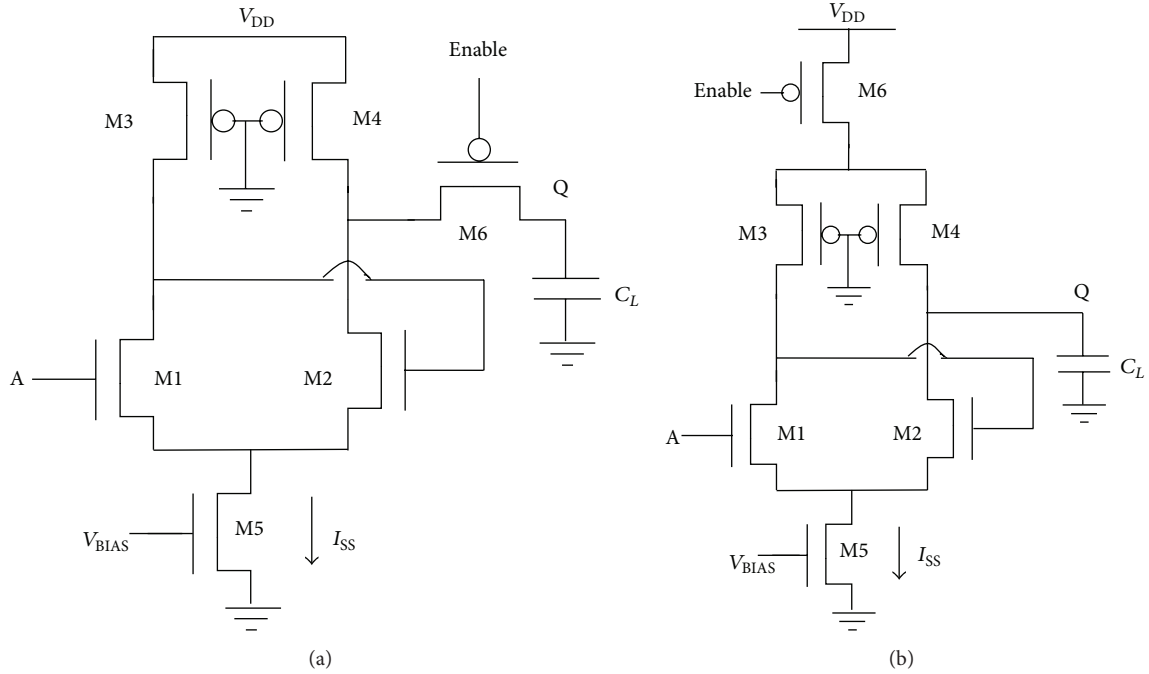 V_DD
Enable
M3
M4
Q
M6
C_L
A
M1
M2
V_BIAS
M5
I_SS
(a)
V_DD
Enable
M6
M3
M4
Q
C_L
A
M1
M2
V_BIAS
M5
I_SS
(b)